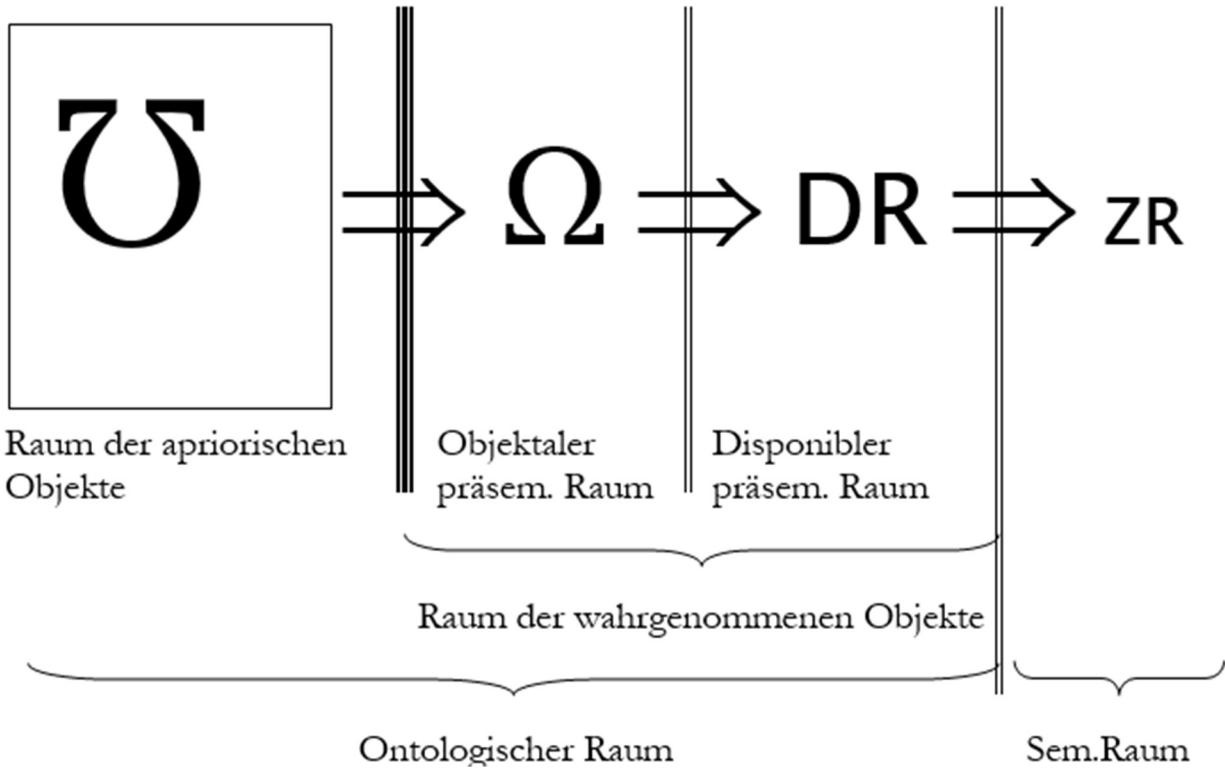 ℧ ⇒ Ω ⇒ DR ⇒ ZR
Raum der apriorischen
Objekte
Objektaler
präsem. Raum
Disponibler
präsem. Raum
Raum der wahrgenommenen Objekte
Ontologischer Raum
Sem.Raum